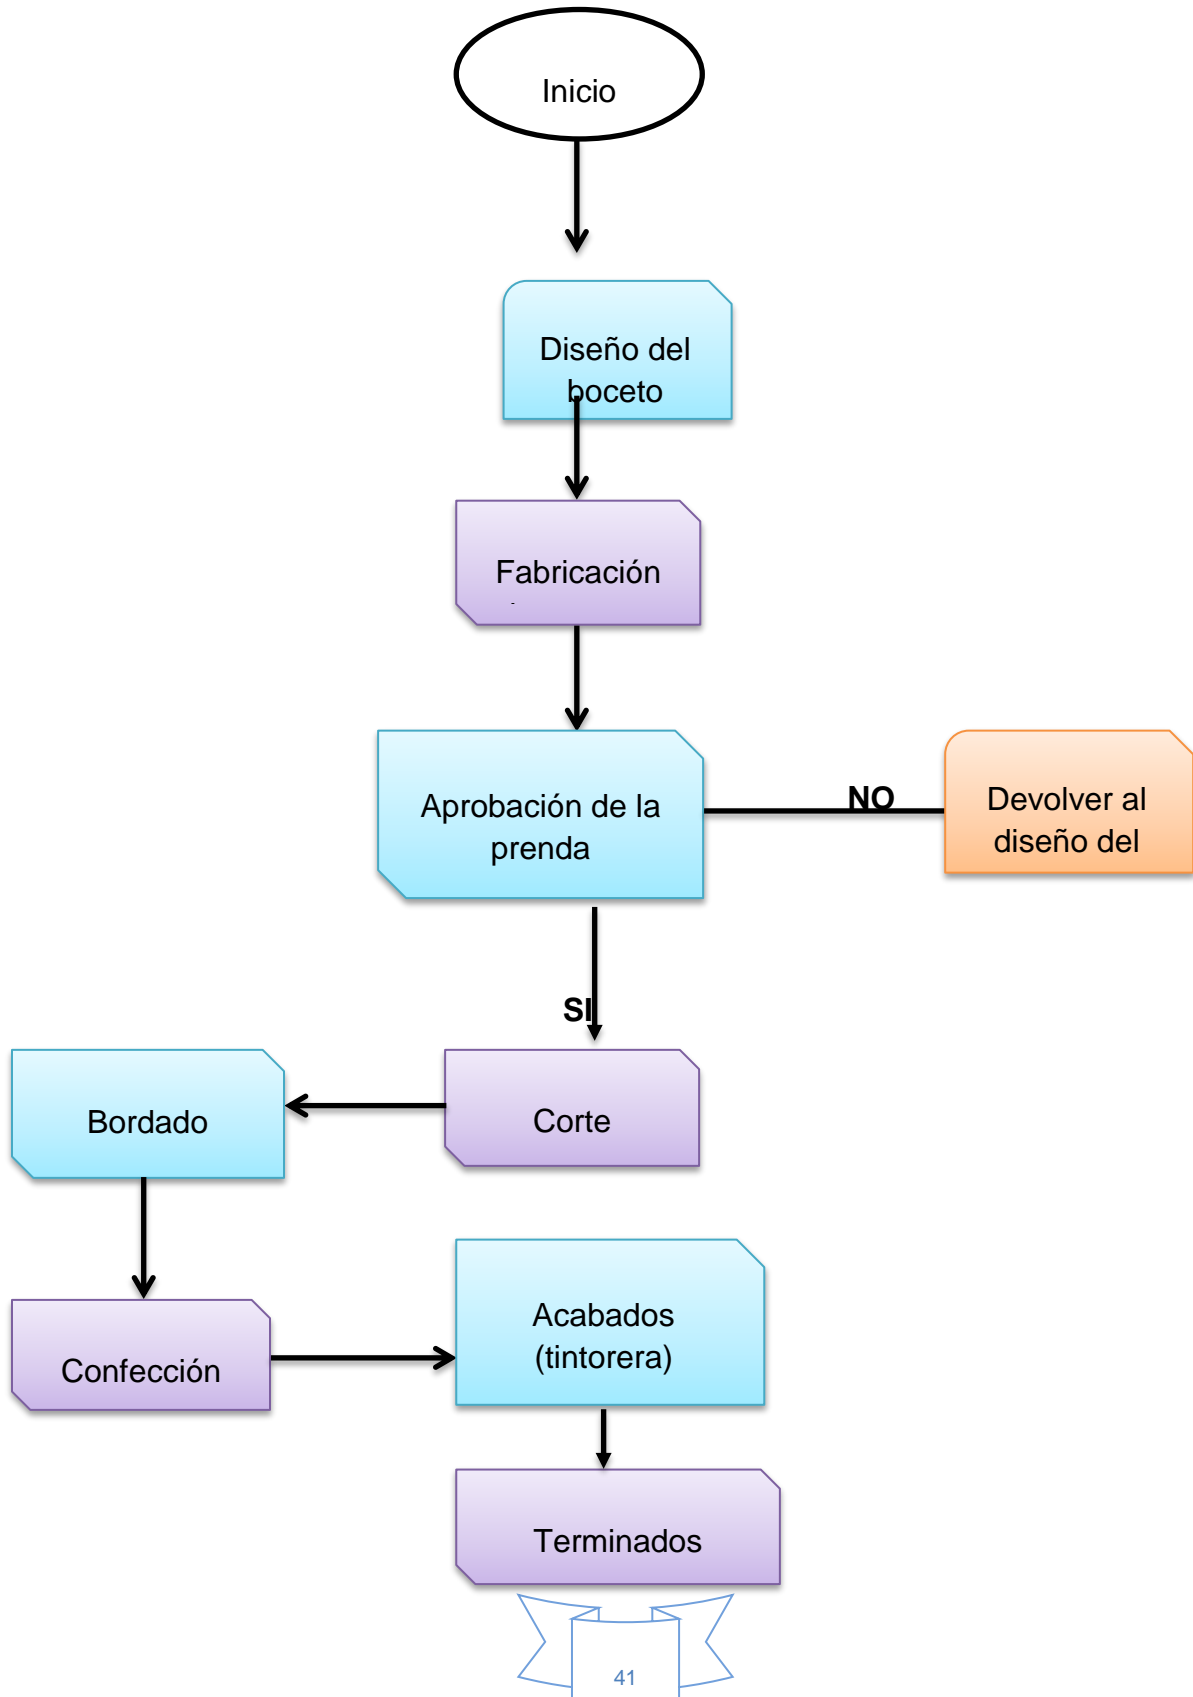 Inicio
Diseño del
boceto
Fabricación
Aprobación de la
prenda
NO
Devolver al
diseño del
SI
Corte
Bordado
Confección
Acabados
(tintorera)
Terminados
41